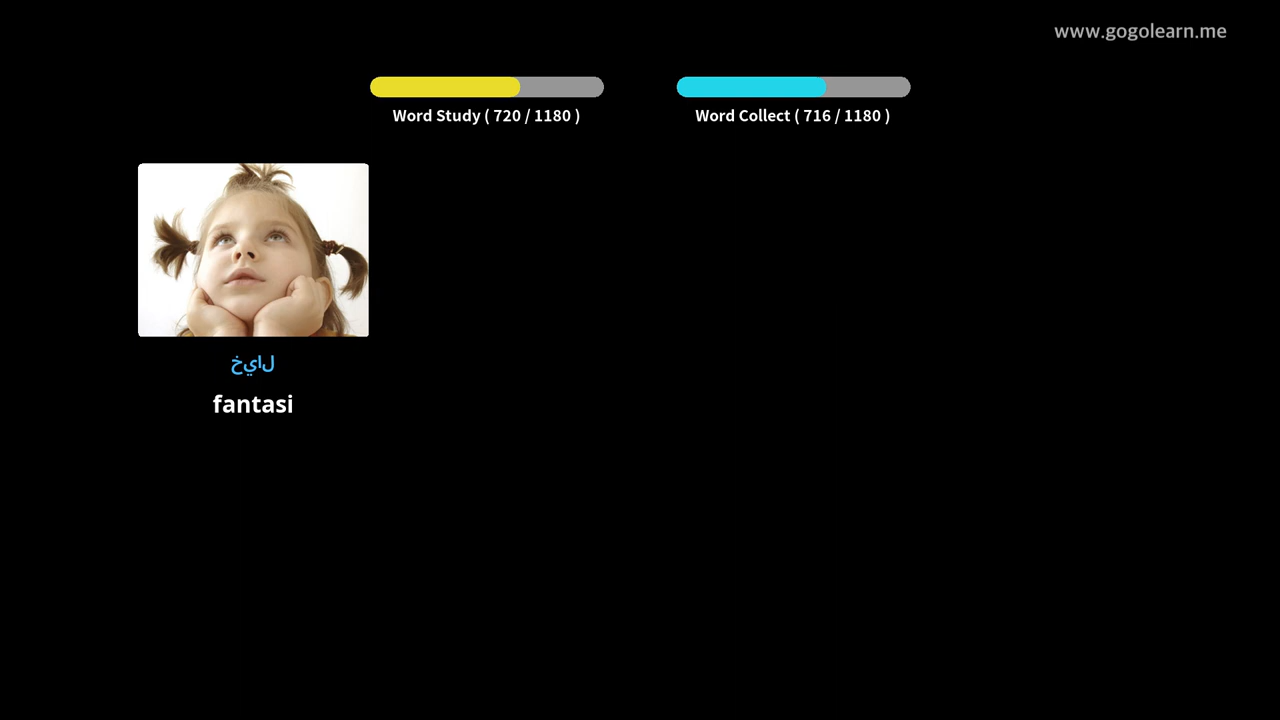 www.gogolearn.me
Word Study ( 720 / 1180 )
Word Collect ( 716 / 1180 )
خيال
fantasi